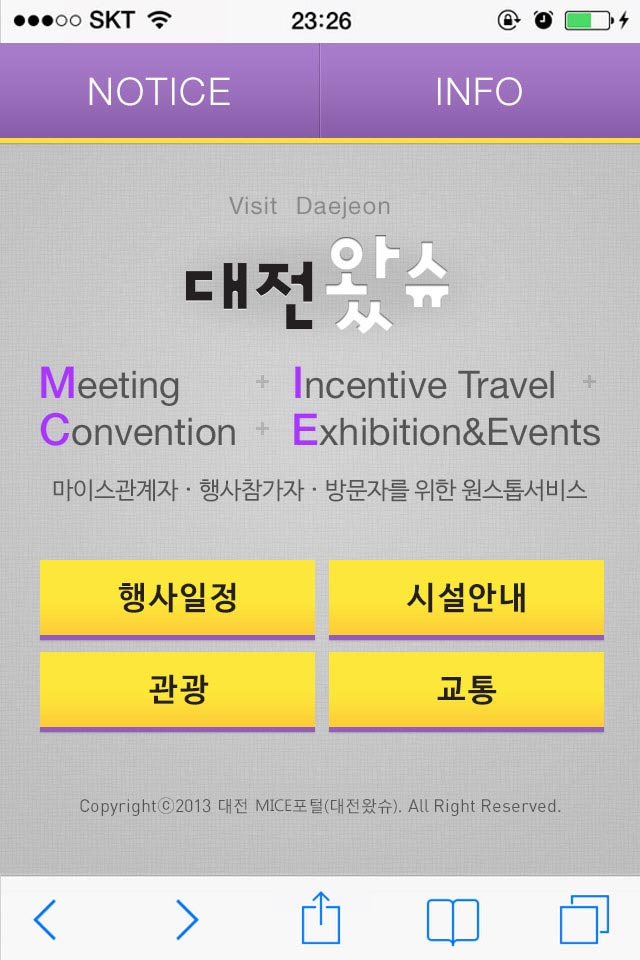 SKT 23:26
NOTICE INFO
Visit Daejeon
대전왔슈
Meeting + Incentive Travel +
Convention + Exhibition&Events
마이스관계자 · 행사참가자 · 방문자를 위한 원스톱서비스
행사일정 시설안내
관광 교통
Copyrightⓒ2013 대전 MICE포털(대전왔슈). All Right Reserved.